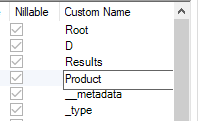 Nillable Custom Name
Root
D
Results
Product
__metadata
_type